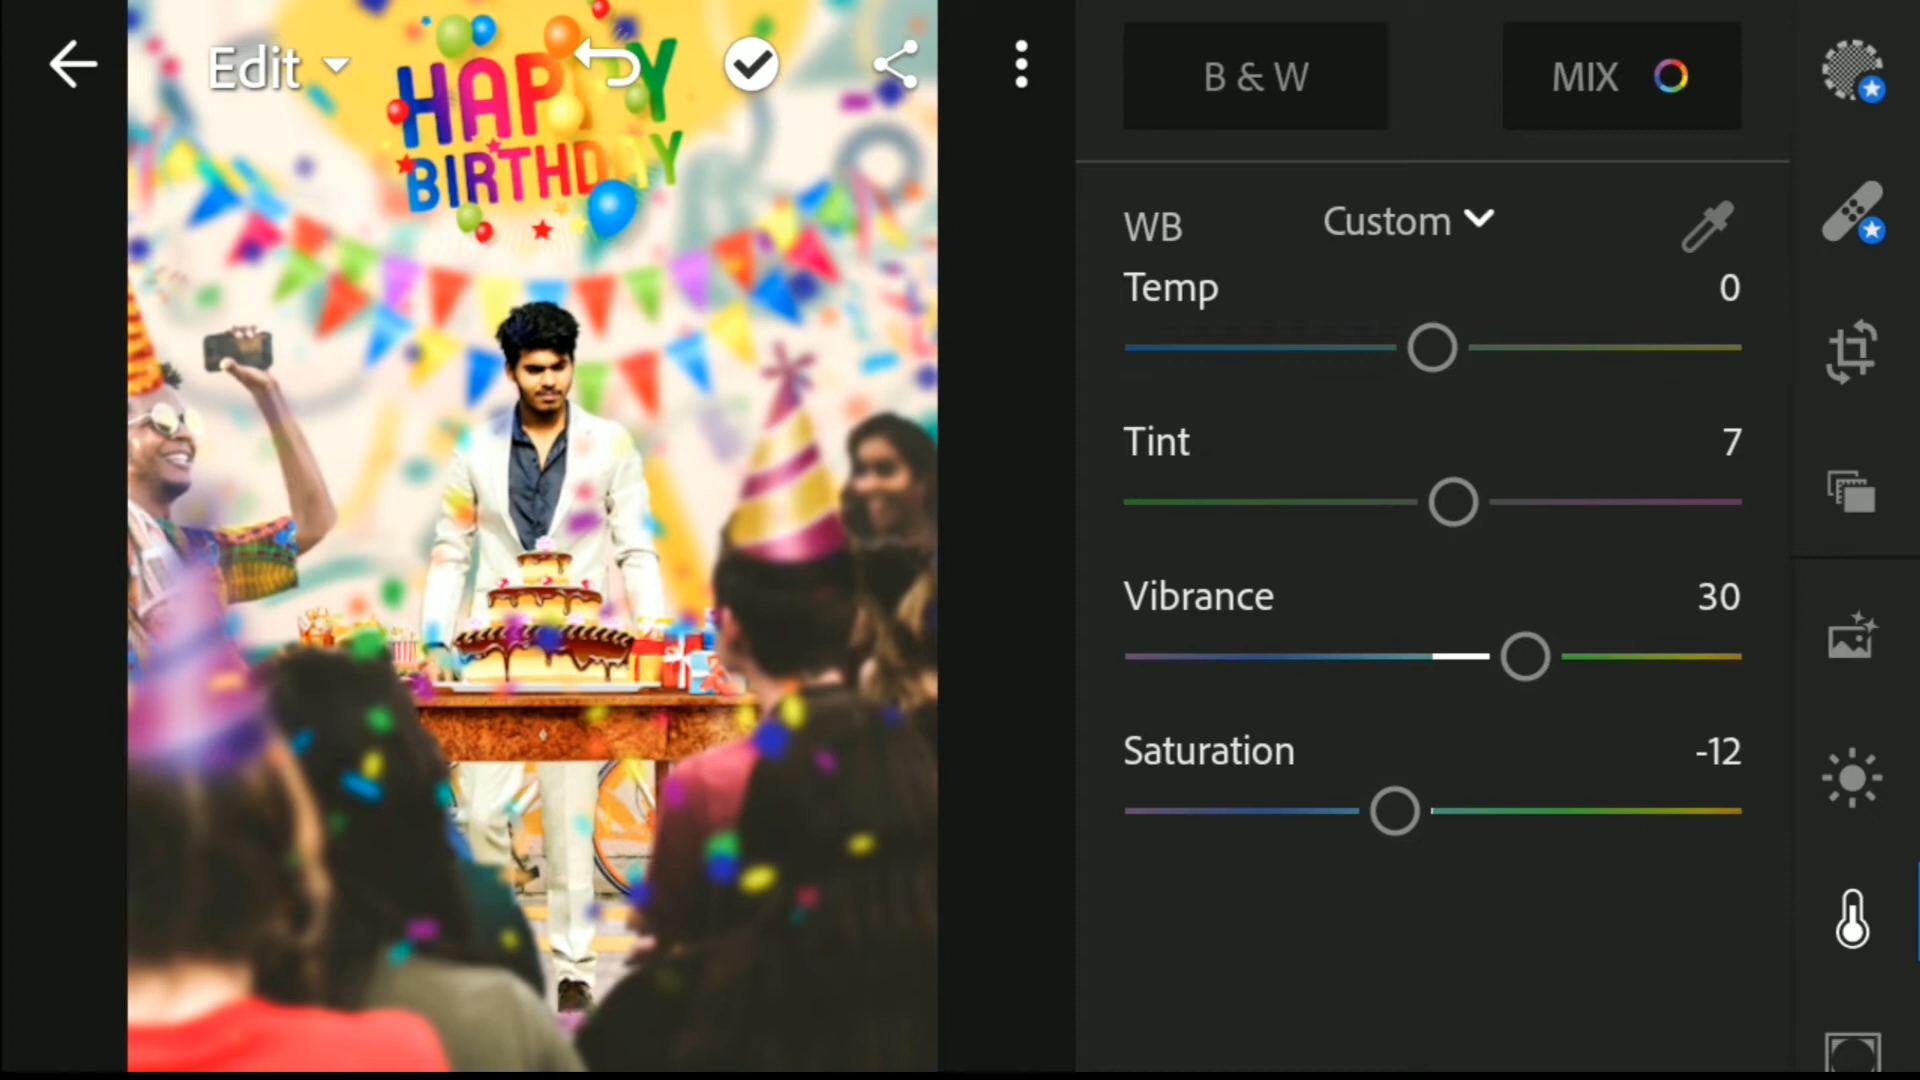 Edit
HAPPY
BIRTHDAY
B & W
MIX
WB
Custom
Temp
0
Tint
7
Vibrance
30
Saturation
-12